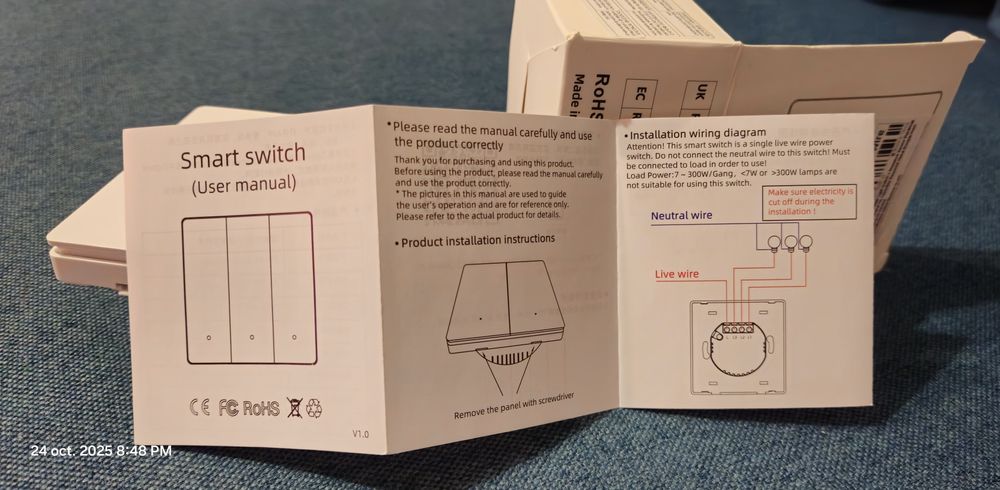 Smart switch
(User manual)
CE FC RoHS
V1.0
• Please read the manual carefully and use
the product correctly
Thank you for purchasing and using this product.
Before using the product, please read the manual carefully
and use the product correctly.
* The pictures in this manual are used to guide
the user's operation and are for reference only.
Please refer to the actual product for details.
• Product installation instructions
Remove the panel with screwdriver
• Installation wiring diagram
Attention! This smart switch is a single live wire power
switch. Do not connect the neutral wire to this switch! Must
be connected to load in order to use!
Load Power:7 ~ 300W/Gang, <7W or >300W lamps are
not suitable for using this switch.
Make sure electricity is
cut off during the
installation !
Neutral wire
Live wire
L L3 L2 L1
RoHS
Made in
EC
UK
24 oct. 2025 8:48 PM